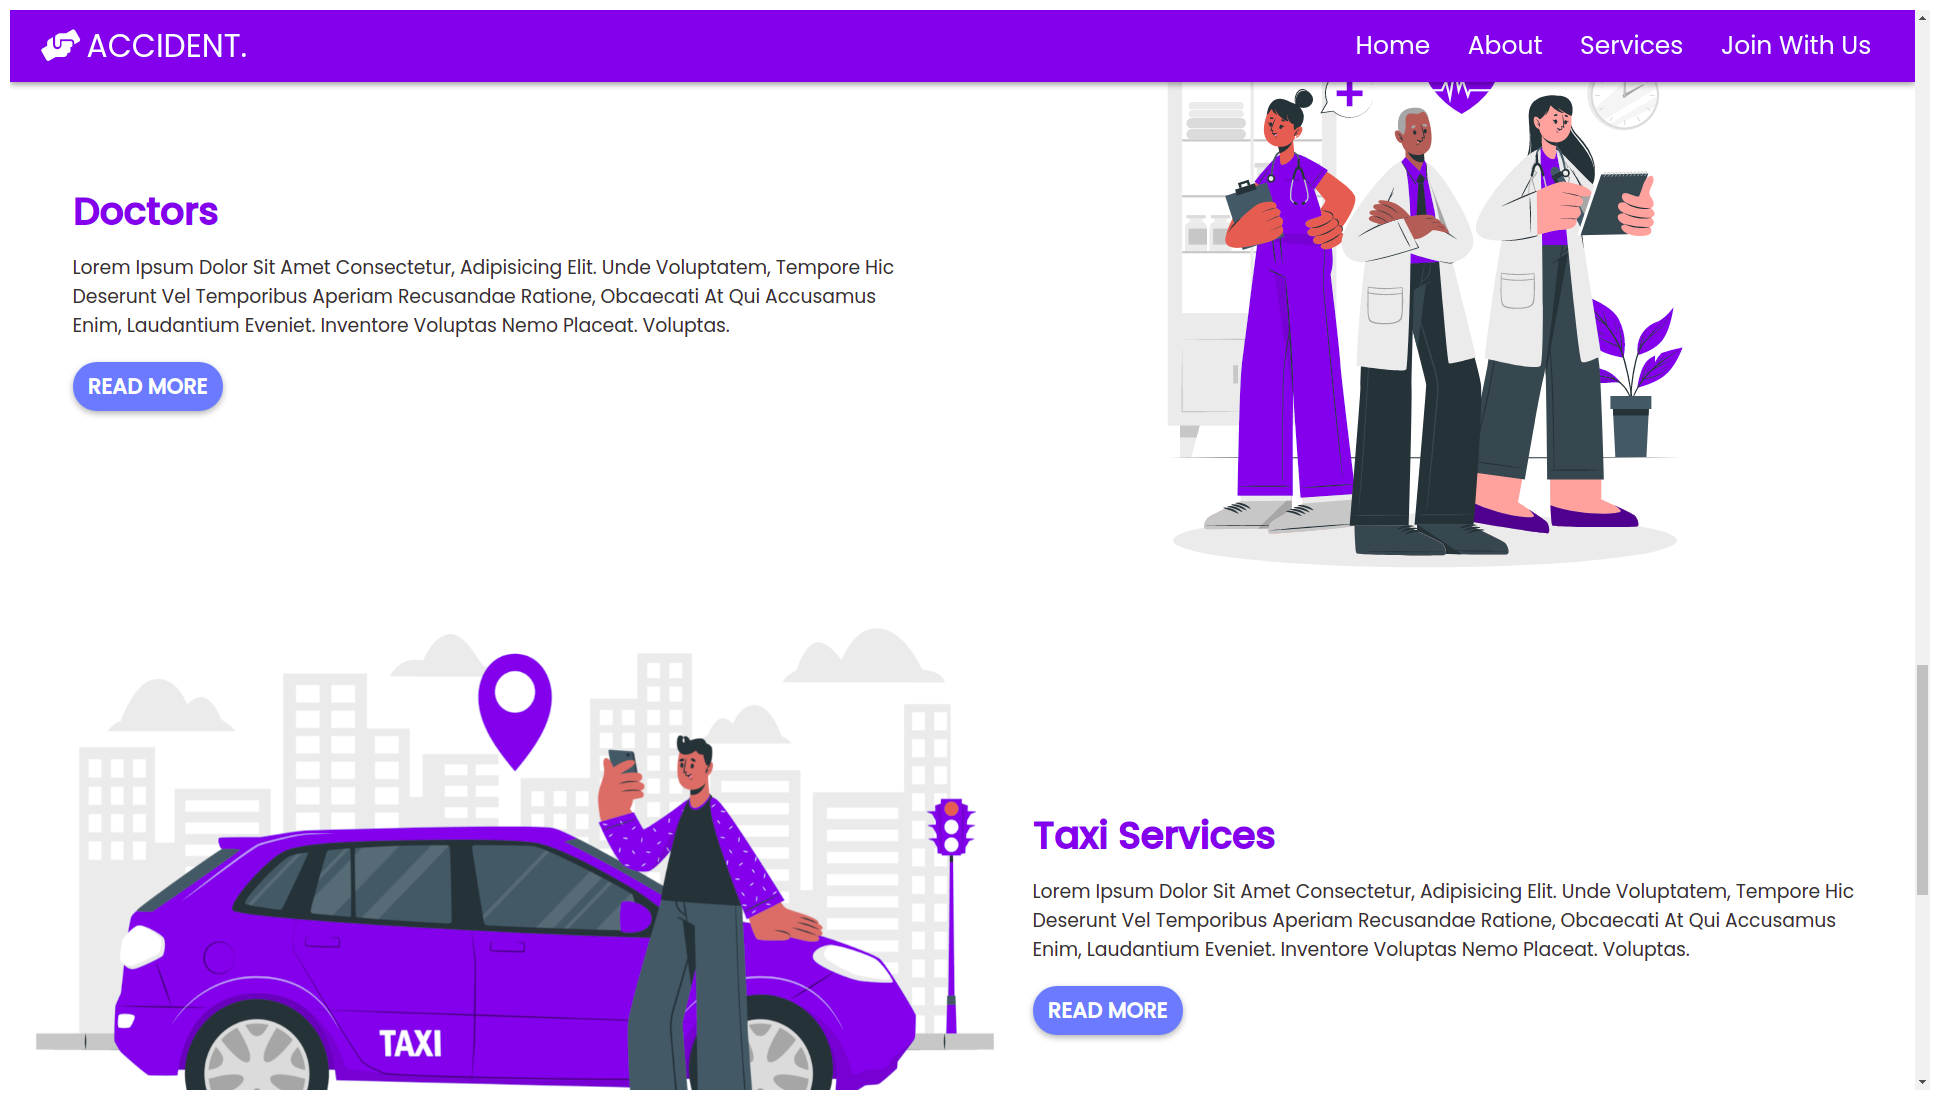 ACCIDENT.
Home About Services Join With Us
Doctors
Lorem Ipsum Dolor Sit Amet Consectetur, Adipisicing Elit. Unde Voluptatem, Tempore Hic
Deserunt Vel Temporibus Aperiam Recusandae Ratione, Obcaecati At Qui Accusamus
Enim, Laudantium Eveniet. Inventore Voluptas Nemo Placeat. Voluptas.
READ MORE
TAXI
Taxi Services
Lorem Ipsum Dolor Sit Amet Consectetur, Adipisicing Elit. Unde Voluptatem, Tempore Hic
Deserunt Vel Temporibus Aperiam Recusandae Ratione, Obcaecati At Qui Accusamus
Enim, Laudantium Eveniet. Inventore Voluptas Nemo Placeat. Voluptas.
READ MORE